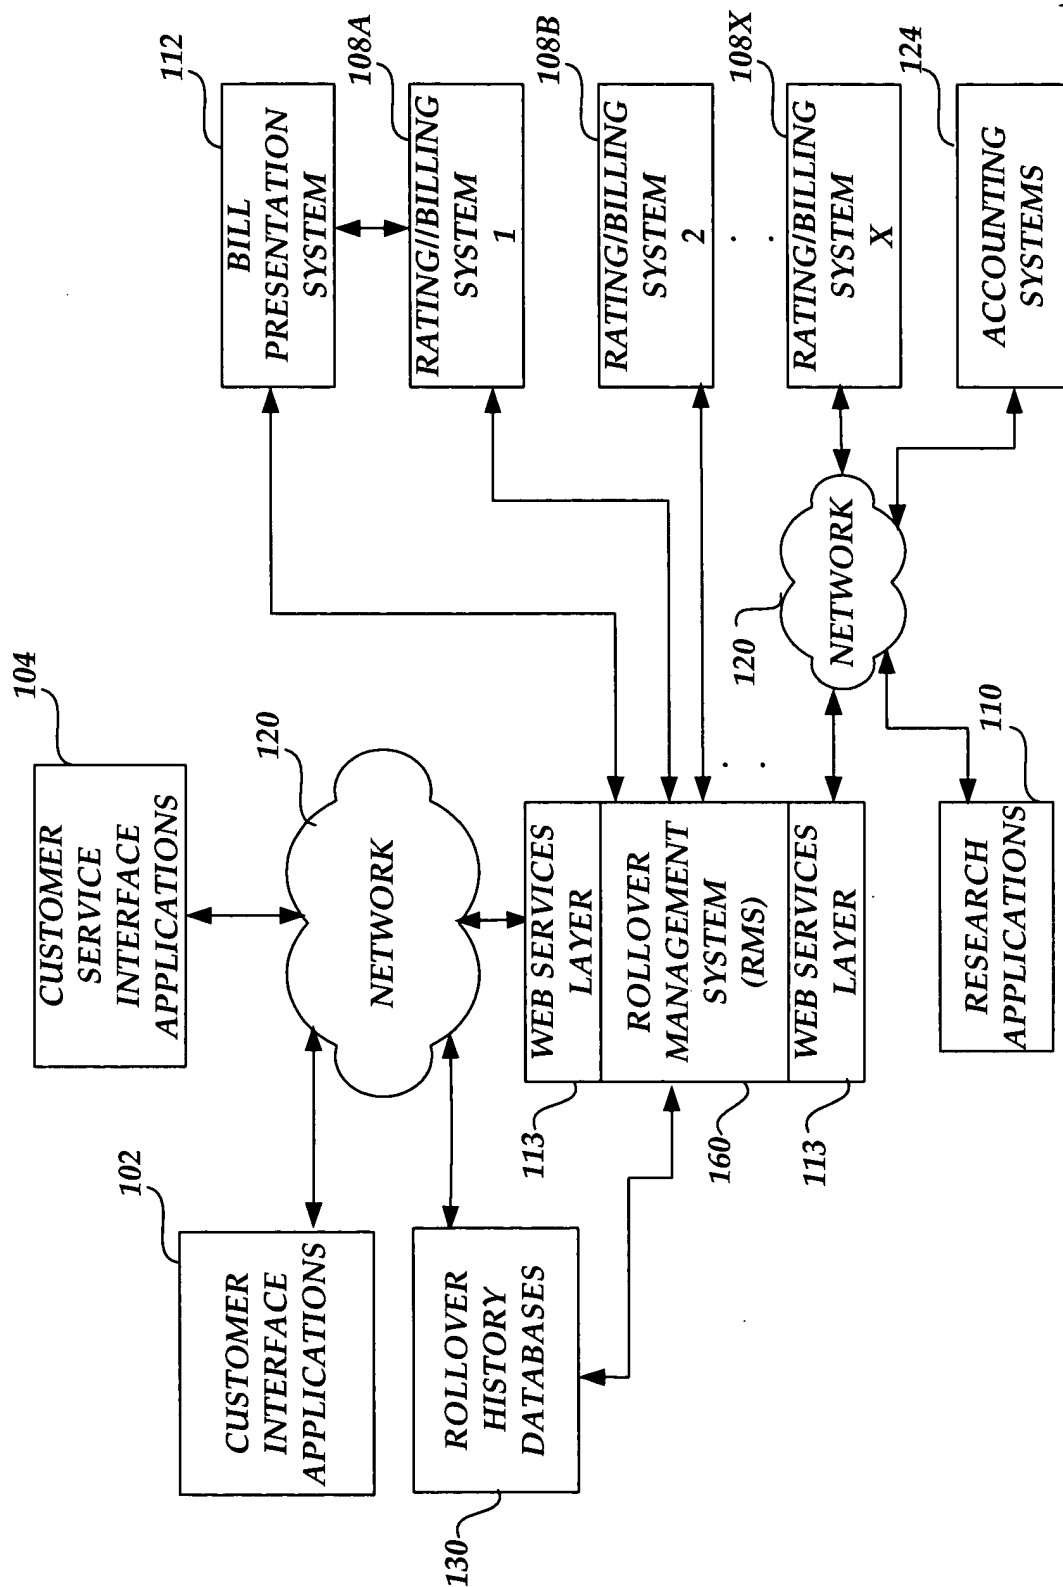 104
CUSTOMER
SERVICE
INTERFACE
APPLICATIONS
102
CUSTOMER
INTERFACE
APPLICATIONS
120
NETWORK
130
ROLLOVER
HISTORY
DATABASES
113
WEB SERVICES
LAYER
160
ROLLOVER
MANAGEMENT
SYSTEM
(RMS)
113
WEB SERVICES
LAYER
112
BILL
PRESENTATION
SYSTEM
108A
RATING//BILLING
SYSTEM
1
108B
RATING/BILLING
SYSTEM
2
108X
RATING/BILLING
SYSTEM
X
120
NETWORK
124
ACCOUNTING
SYSTEMS
110
RESEARCH
APPLICATIONS